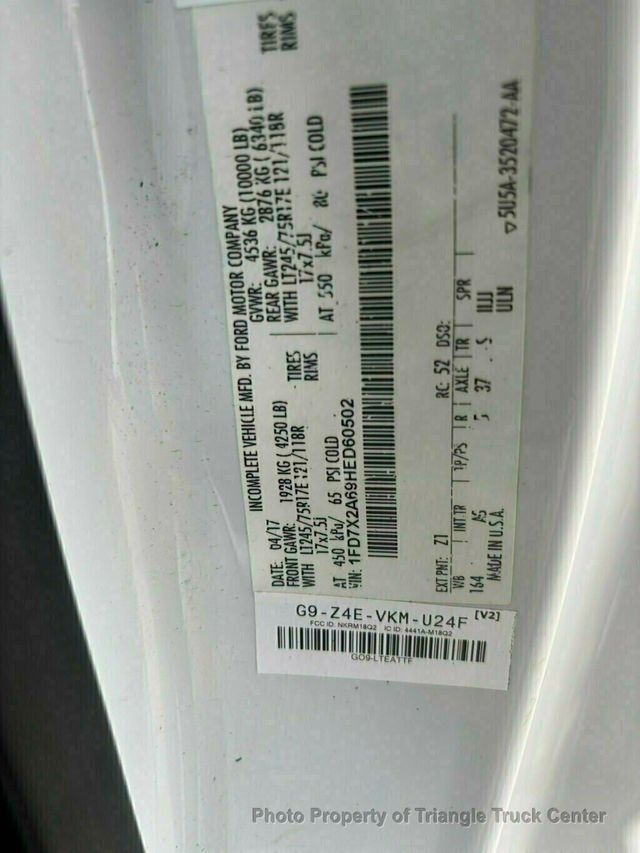 INCOMPLETE VEHICLE MFD. BY FORD MOTOR COMPANY
DATE: 04/17 GVWR: 4536 KG (10000 LB)
FRONT GAWR: 1928 KG ( 4250 LB) REAR GAWR: 2876 KG ( 6340 LB)
WITH LT245/75R17E 121/118R TIRES WITH LT245/75R17E 121/118R TIRES
17x7.5J RIMS 17x7.5J RIMS
AT 450 kPa/ 65 PSI COLD AT 550 kPa/ 80 PSI COLD
VIN: 1FD7X2A69HED60502
EXT PNT: Z1 RC: 52 DSO:
WB INT TR TP/PS R AXLE TR SPR
164 AS 5 37 S
MADE IN U.S.A. ULN
▽5U5A-3520472-AA
G9-Z4E-VKM-U24F [V2]
FCC ID: NKRM18Q2 IC ID: 4441A-M18Q2
GO9-LTEATTF
Photo Property of Triangle Truck Center